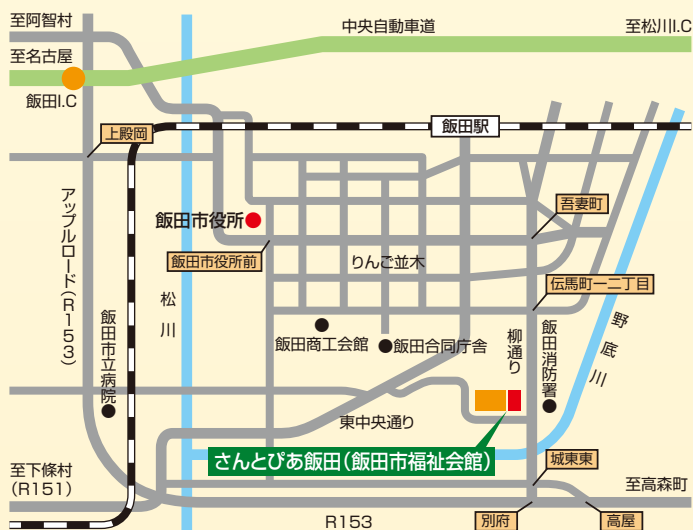 至阿智村
中央自動車道
至松川I.C
至名古屋
飯田I.C
飯田駅
上殿岡
アップルロード(R153)
飯田市役所
吾妻町
飯田市役所前
りんご並木
伝馬町一二丁目
松川
野底川
飯田市立病院
飯田商工会館
飯田合同庁舎
柳通り
飯田消防署
東中央通り
さんとぴあ飯田(飯田市福祉会館)
城東東
至下條村
(R151)
至高森町
R153
別府
高屋